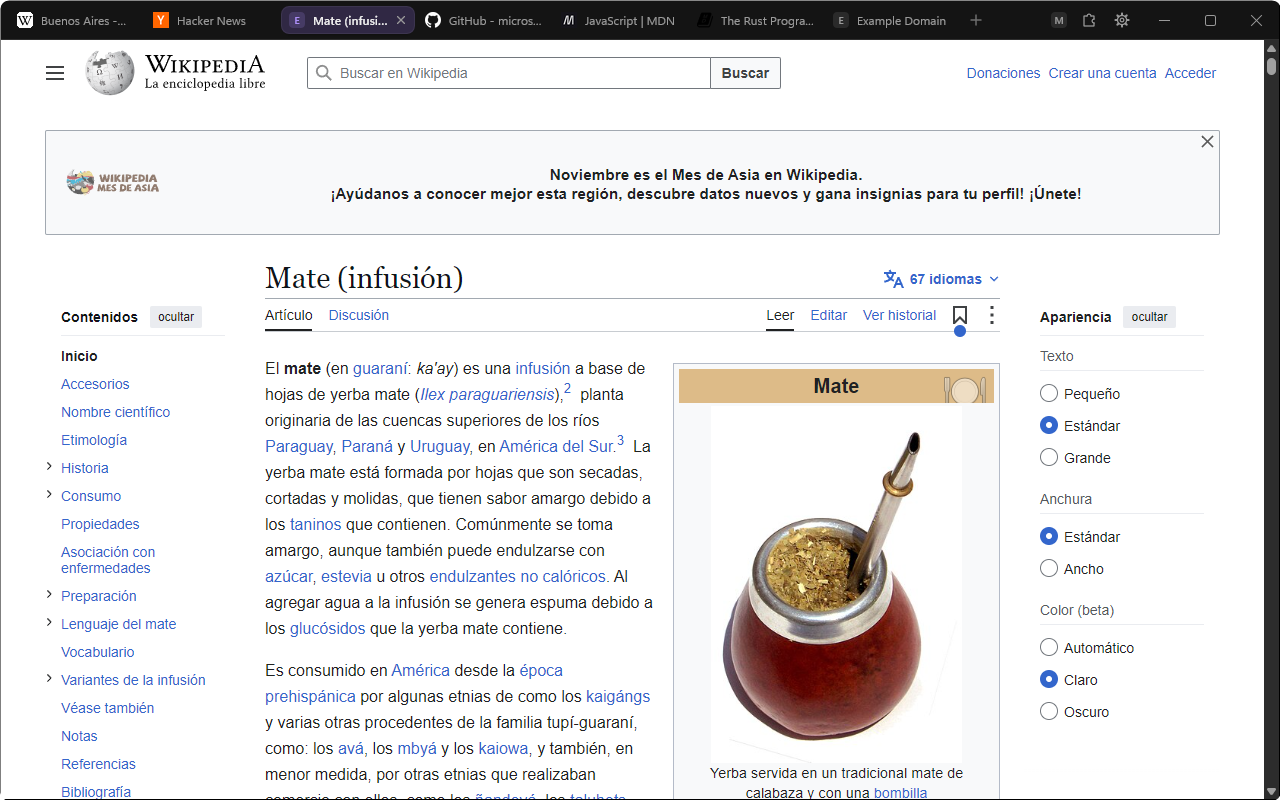 Buenos Aires -...
Hacker News
Mate (infusi...
GitHub - micros...
JavaScript | MDN
The Rust Progra...
Example Domain
WIKIPEDIA
La enciclopedia libre
Buscar en Wikipedia
Buscar
Donaciones Crear una cuenta Acceder
WIKIPEDIA
MES DE ASIA
Noviembre es el Mes de Asia en Wikipedia.
¡Ayúdanos a conocer mejor esta región, descubre datos nuevos y gana insignias para tu perfil! ¡Únete!
Contenidos ocultar
Inicio
Accesorios
Nombre científico
Etimología
Historia
Consumo
Propiedades
Asociación con
enfermedades
Preparación
Lenguaje del mate
Vocabulario
Variantes de la infusión
Véase también
Notas
Referencias
Bibliografía
Mate (infusión)
67 idiomas
Artículo Discusión
Leer Editar Ver historial
El mate (en guaraní: ka'ay) es una infusión a base de
hojas de yerba mate (Ilex paraguariensis),2 planta
originaria de las cuencas superiores de los ríos
Paraguay, Paraná y Uruguay, en América del Sur.3 La
yerba mate está formada por hojas que son secadas,
cortadas y molidas, que tienen sabor amargo debido a
los taninos que contienen. Comúnmente se toma
amargo, aunque también puede endulzarse con
azúcar, estevia u otros endulzantes no calóricos. Al
agregar agua a la infusión se genera espuma debido a
los glucósidos que la yerba mate contiene.
Es consumido en América desde la época
prehispánica por algunas etnias de como los kaigángs
y varias otras procedentes de la familia tupí-guaraní,
como: los avá, los mbyá y los kaiowa, y también, en
menor medida, por otras etnias que realizaban
Mate
Yerba servida en un tradicional mate de
calabaza y con una bombilla
Apariencia ocultar
Texto
Pequeño
Estándar
Grande
Anchura
Estándar
Ancho
Color (beta)
Automático
Claro
Oscuro